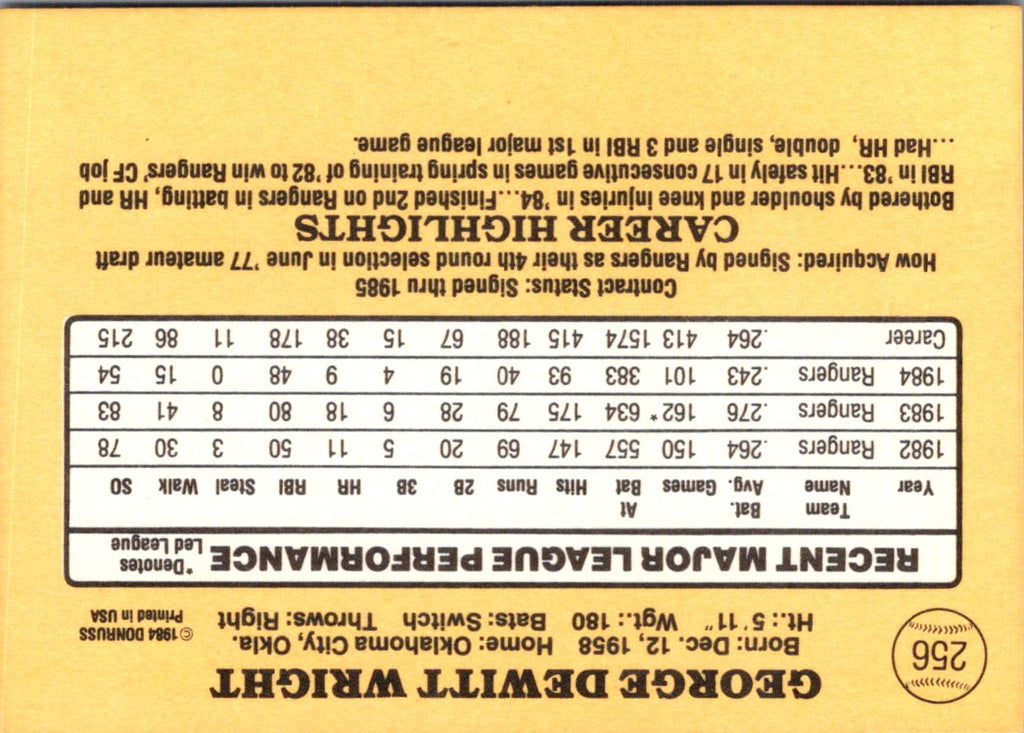 256
GEORGE DEWITT WRIGHT
Born: Dec. 12, 1958 Home: Oklahoma City, Okla.
Ht.: 5'11" Wgt.: 180 Bats: Switch Throws: Right
©1984 DONRUSS
Printed in USA
RECENT MAJOR LEAGUE PERFORMANCE *Denotes Led League
Year Team Name Bat. Avg. Games At Bat Hits Runs 2B 3B HR RBI Steal Walk SO
1982 Rangers .264 150 557 147 69 20 5 11 50 3 30 78
1983 Rangers .276 162* 634 175 79 28 6 18 80 8 41 83
1984 Rangers .243 101 383 93 40 19 4 9 48 0 15 54
Career .264 413 1574 415 188 67 15 38 178 11 86 215
Contract Status: Signed thru 1985
How Acquired: Signed by Rangers as their 4th round selection in June '77 amateur draft
CAREER HIGHLIGHTS
Bothered by shoulder and knee injuries in '84...Finished 2nd on Rangers in batting, HR and
RBI in '83...Hit safely in 17 consecutive games in spring training of '82 to win Rangers' CF job
...Had HR, double, single and 3 RBI in 1st major league game.